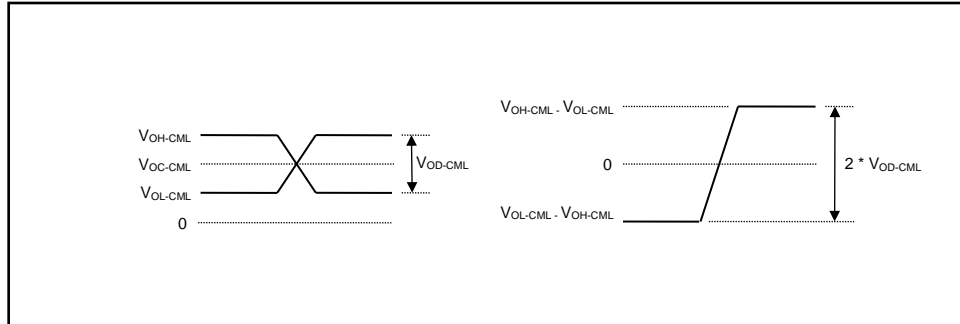 VOH-CML
VOC-CML
VOL-CML
0
VOD-CML
VOH-CML - VOL-CML
0
VOL-CML - VOH-CML
2 * VOD-CML